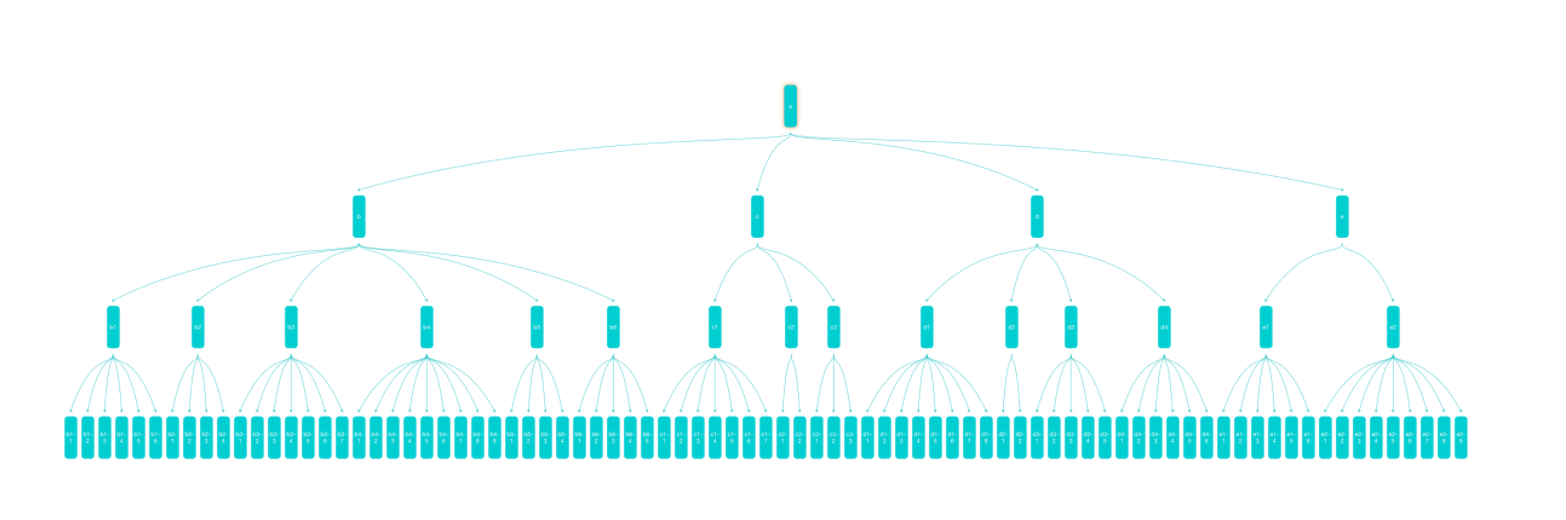 a
b
c
d
e
b1
b2
b3
b4
b5
b6
c1
c2
c3
d1
d2
d3
d4
e1
e2
b1-
1
b1-
2
b1-
3
b1-
4
b1-
5
b1-
6
b2-
1
b2-
2
b2-
3
b2-
4
b3-
1
b3-
2
b3-
3
b3-
4
b3-
5
b3-
6
b3-
7
b4-
1
b4-
2
b4-
3
b4-
4
b4-
5
b4-
6
b4-
7
b4-
8
b4-
9
b5-
1
b5-
2
b5-
3
b5-
4
b6-
1
b6-
2
b6-
3
b6-
4
b6-
5
c1-
1
c1-
2
c1-
3
c1-
4
c1-
5
c1-
6
c1-
7
c2-
1
c2-
2
c3-
1
c3-
2
c3-
3
d1-
1
d1-
2
d1-
3
d1-
4
d1-
5
d1-
6
d1-
7
d1-
8
d2-
1
d2-
2
d3-
1
d3-
2
d3-
3
d3-
4
d3-
5
d4-
1
d4-
2
d4-
3
d4-
4
d4-
5
d4-
6
e1-
1
e1-
2
e1-
3
e1-
4
e1-
5
e1-
6
e2-
1
e2-
2
e2-
3
e2-
4
e2-
5
e2-
6
e2-
7
e2-
8
e2-
9